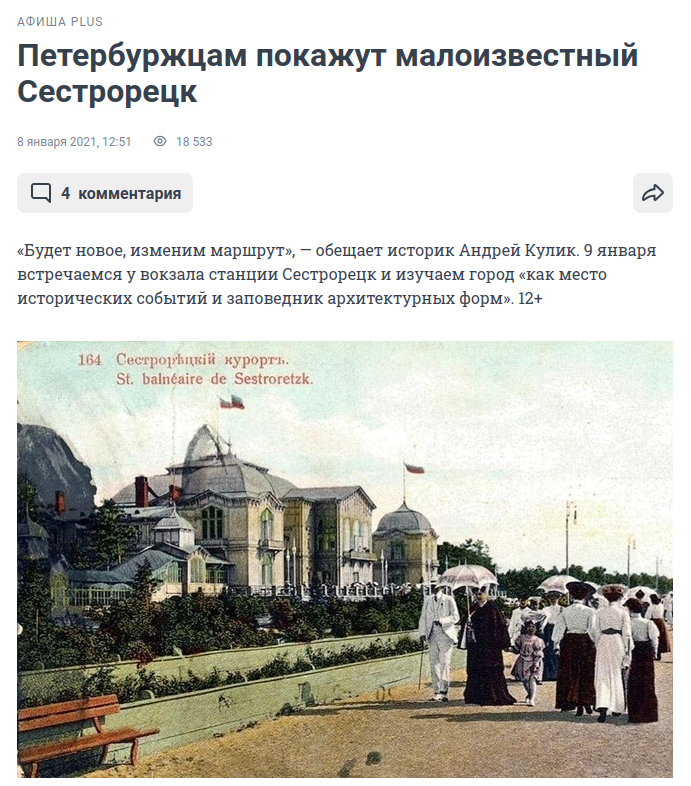 АФИША PLUS
Петербуржцам покажут малоизвестный
Сестрорецк
8 января 2021, 12:51 18 533
4 комментария
«Будет новое, изменим маршрут», — обещает историк Андрей Кулик. 9 января
встречаемся у вокзала станции Сестрорецк и изучаем город «как место
исторических событий и заповедник архитектурных форм». 12+
164 Сестрорѣцкій курортъ.
St. balnéaire de Sestroretzk.